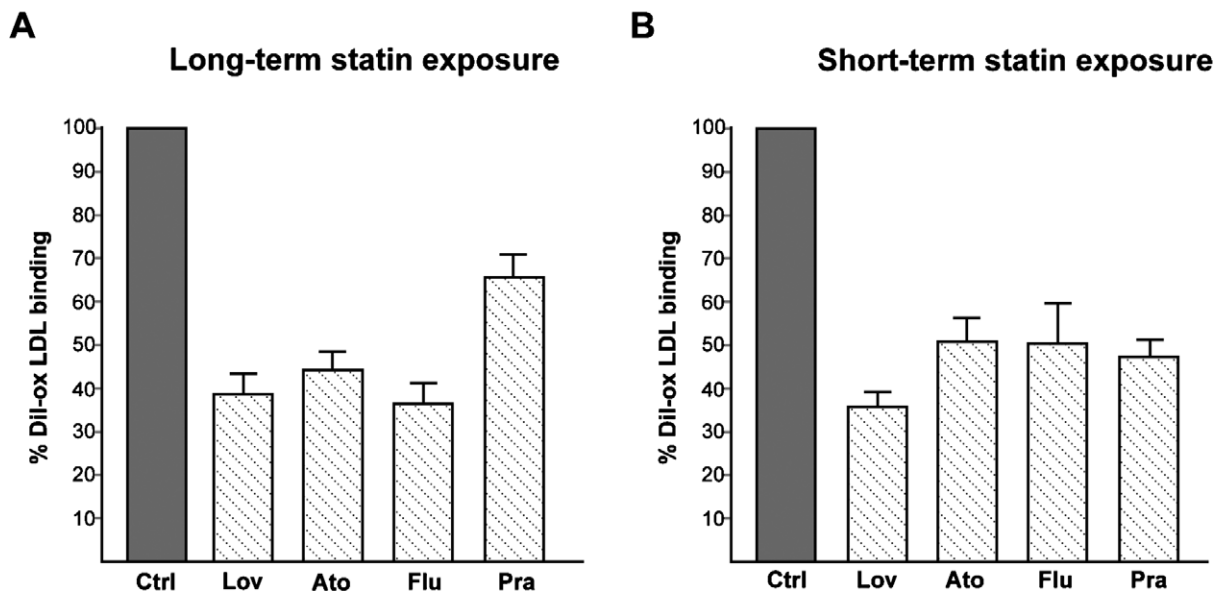 A
Long-term statin exposure
% Dil-ox LDL binding
100
90
80
70
60
50
40
30
20
10
Ctrl Lov Ato Flu Pra
B
Short-term statin exposure
% Dil-ox LDL binding
100
90
80
70
60
50
40
30
20
10
Ctrl Lov Ato Flu Pra